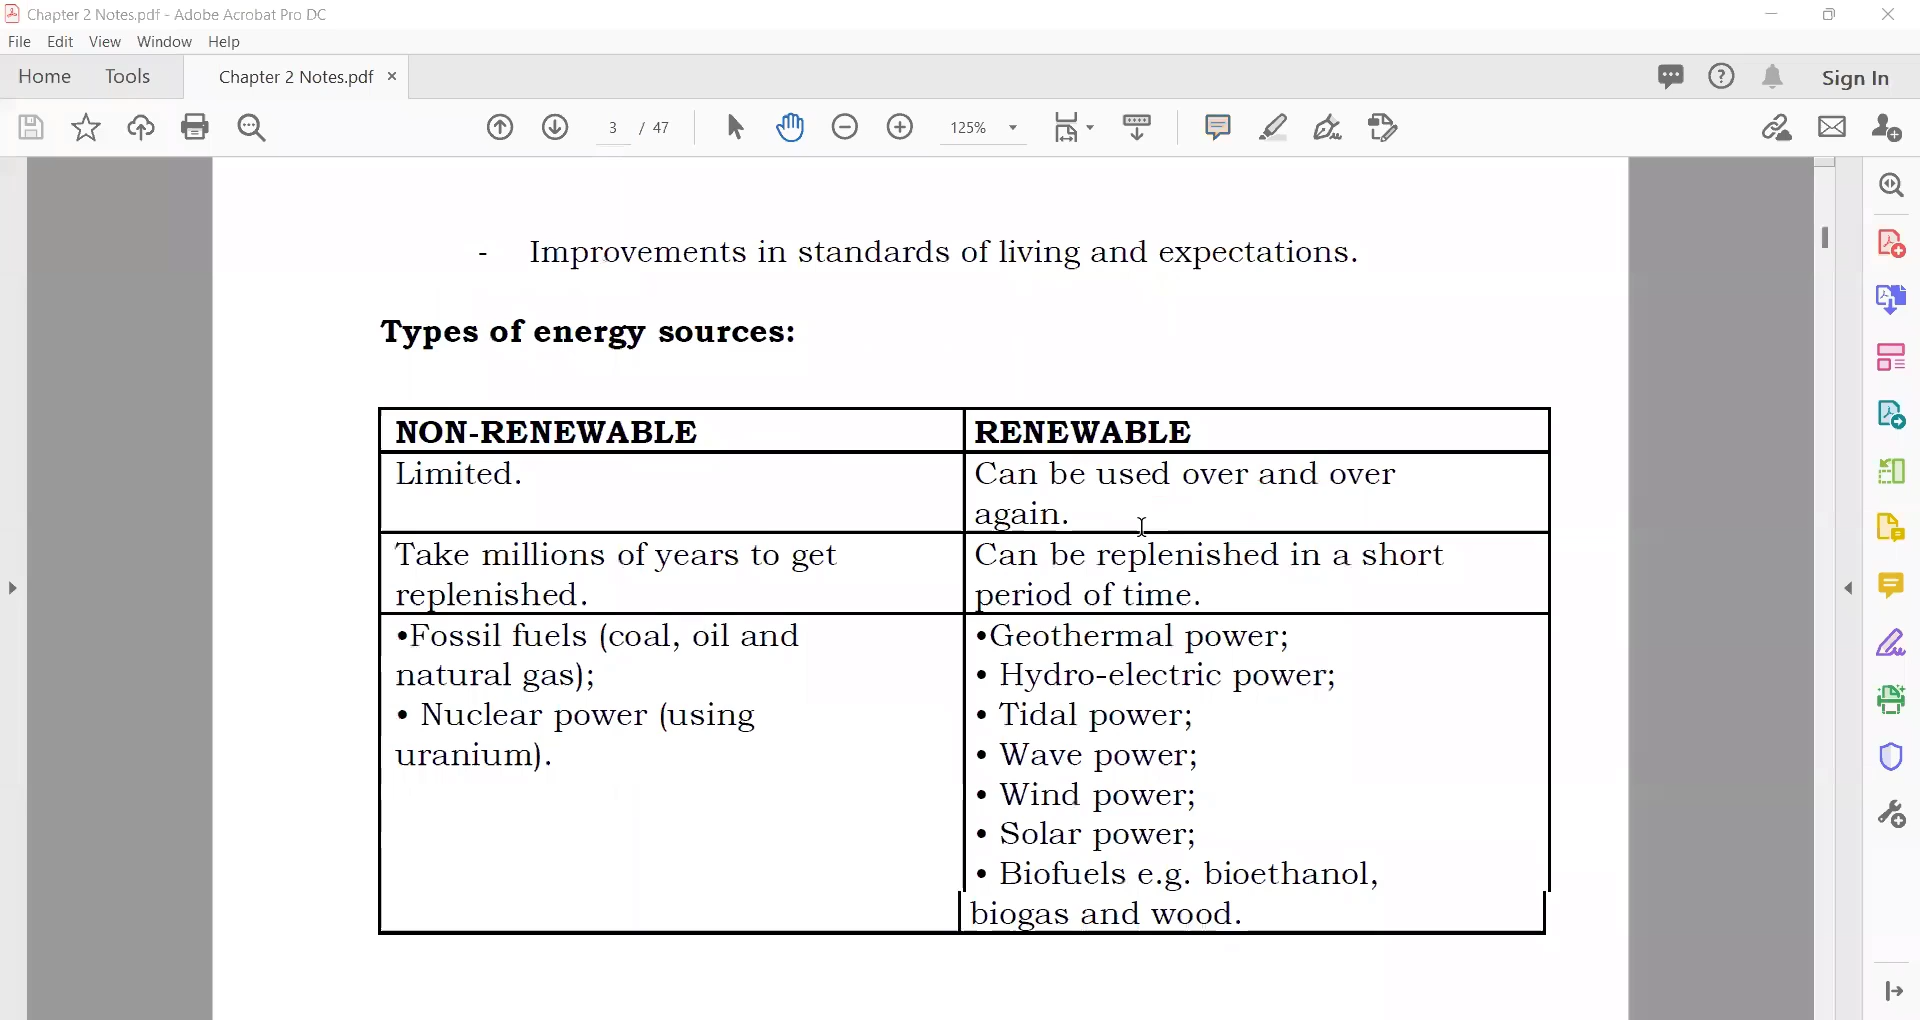 Chapter 2 Notes.pdf - Adobe Acrobat Pro DC
File Edit View Window Help
Home Tools Chapter 2 Notes.pdf × Sign In
3 / 47 125%
- Improvements in standards of living and expectations.
Types of energy sources:
NON-RENEWABLE RENEWABLE
Limited. Can be used over and over
again.
Take millions of years to get Can be replenished in a short
replenished. period of time.
•Fossil fuels (coal, oil and •Geothermal power;
natural gas); • Hydro-electric power;
• Nuclear power (using • Tidal power;
uranium). • Wave power;
• Wind power;
• Solar power;
• Biofuels e.g. bioethanol,
biogas and wood.